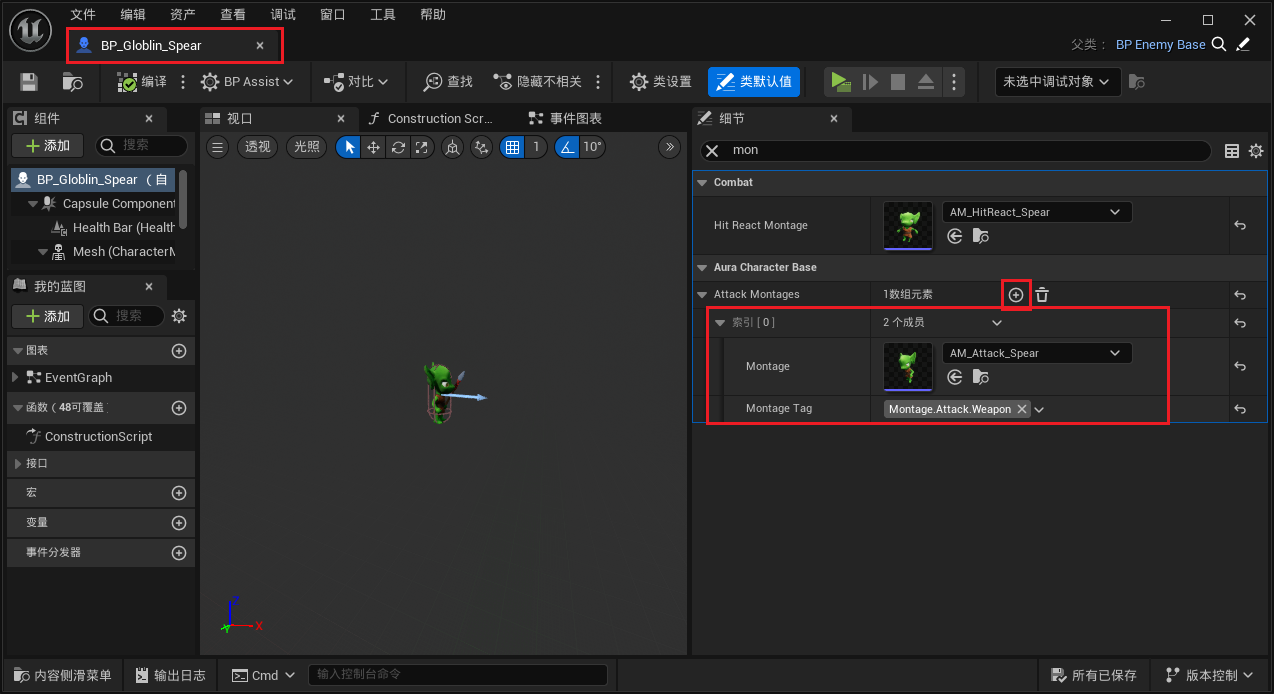 文件 编辑 资产 查看 调试 窗口 工具 帮助
BP_Globlin_Spear
父类： BP Enemy Base
编译 BP Assist 对比 查找 隐藏不相关 类设置 类默认值 未选中调试对象
组件 视口 Construction Scr... 事件图表 细节
添加 搜索 透视 光照 1 10° mon
BP_Globlin_Spear （自
Capsule Component
Health Bar (Health
Mesh (CharacterM
我的蓝图
添加 搜索
图表
EventGraph
函数（48可覆盖
ConstructionScript
接口
宏
变量
事件分发器
Z
X
Y
Combat
Hit React Montage AM_HitReact_Spear
Aura Character Base
Attack Montages 1数组元素
索引 [ 0 ] 2 个成员
Montage AM_Attack_Spear
Montage Tag Montage.Attack.Weapon
内容侧滑菜单 输出日志 Cmd 输入控制台命令 所有已保存 版本控制